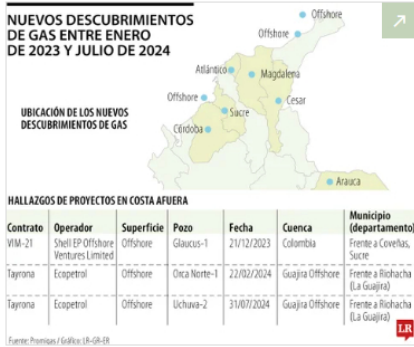 NUEVOS DESCUBRIMIENTOS
DE GAS ENTRE ENERO
DE 2023 Y JULIO DE 2024
Offshore
Offshore
Atlántico
Magdalena
Offshore
Cesar
UBICACIÓN DE LOS NUEVOS
DESCUBRIMIENTOS DE GAS
Sucre
Córdoba
Arauca
HALLAZGOS DE PROYECTOS EN COSTA AFUERA
Contrato Operador Superficie Pozo Fecha Cuenca Municipio (departamento)
VIM-21 Shell EP Offshore Ventures Limited Offshore Glaucus-1 21/12/2023 Colombia Frente a Coveñas, Sucre
Tayrona Ecopetrol Offshore Orca Norte-1 22/02/2024 Guajira Offshore Frente a Riohacha (La Guajira)
Tayrona Ecopetrol Offshore Uchuva-2 31/07/2024 Guajira Offshore Frente a Riohacha (La Guajira)
Fuente: Promigas / Gráfico: LR-GR-ER
LR